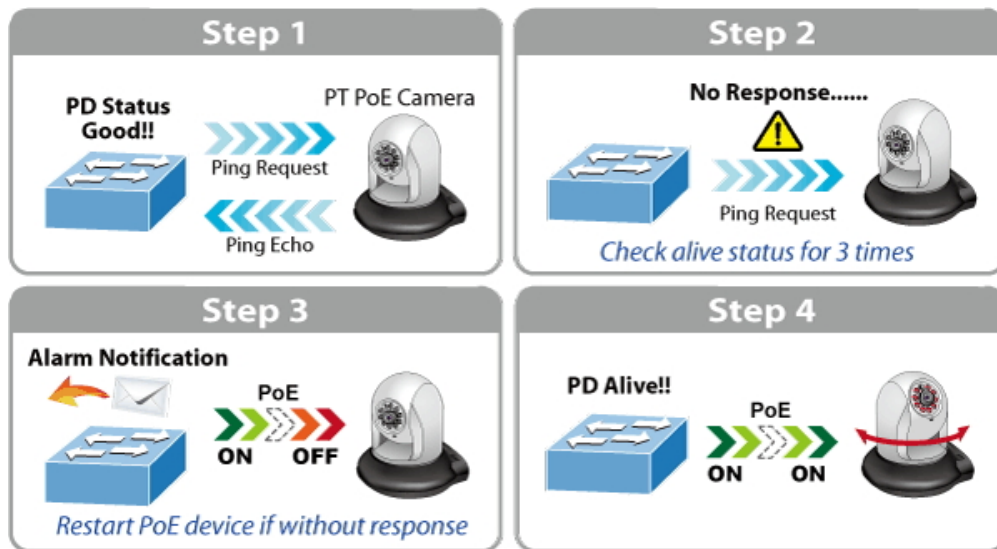 Step 1
PD Status
Good!!
PT PoE Camera
Ping Request
Ping Echo
Step 2
No Response......
Ping Request
Check alive status for 3 times
Step 3
Alarm Notification
PoE
ON OFF
Restart PoE device if without response
Step 4
PD Alive!!
PoE
ON ON